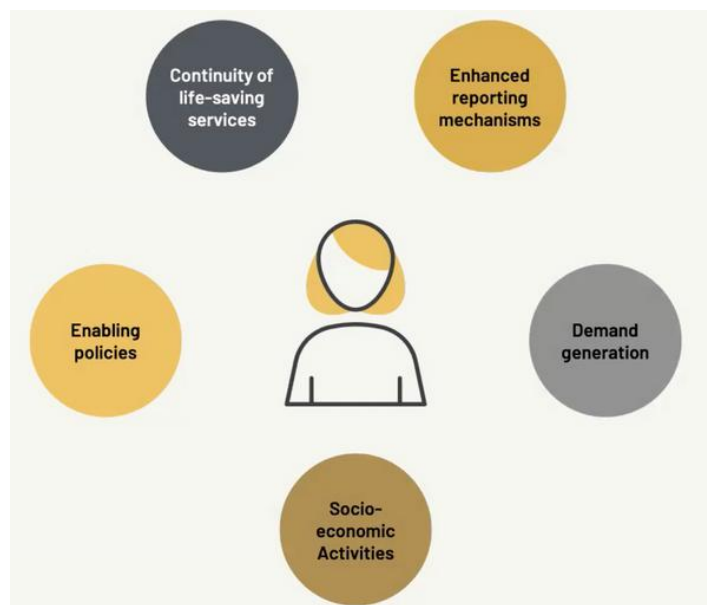 Continuity of
life-saving
services
Enhanced
reporting
mechanisms
Enabling
policies
Demand
generation
Socio-
economic
Activities